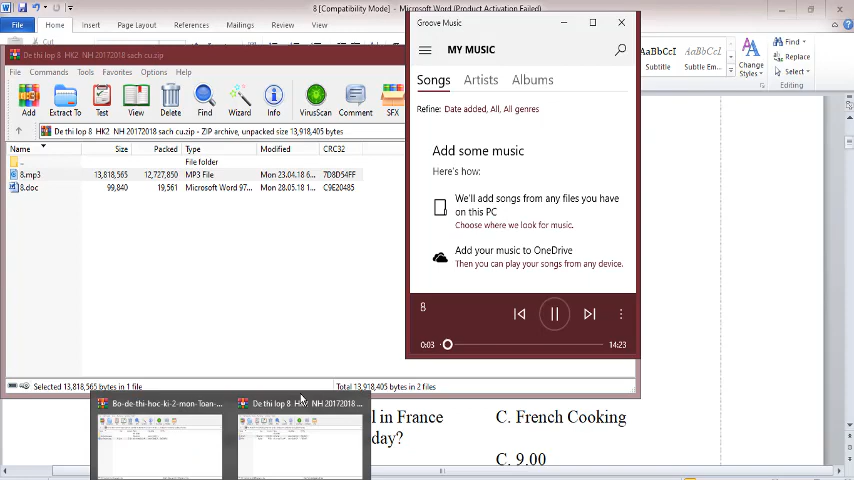 8 [Compatibility Mode] - Microsoft Word (Product Activation Failed)
File Home Insert Page Layout References Mailings Review View
De thi lop 8 HK2 NH 20172018 sach cu.zip
File Commands Tools Favorites Options Help
Add Extract To Test View Delete Find Wizard Info VirusScan Comment SFX
De thi lop 8 HK2 NH 20172018 sach cu.zip - ZIP archive, unpacked size 13,918,405 bytes
Name Size Packed Type Modified CRC32
.. File folder
8.mp3 13,818,565 12,727,850 MP3 File Mon 23.04.18 6... 7D8D54FF
8.doc 99,840 19,561 Microsoft Word 97... Mon 28.05.18 ... C9E20485
Selected 13,818,565 bytes in 1 file Total 13,918,405 bytes in 2 files
Groove Music
MY MUSIC
Songs Artists Albums
Refine: Date added, All, All genres
Add some music
Here's how:
We'll add songs from any files you have
on this PC
Choose where we look for music.
Add your music to OneDrive
Then you can play your songs from any device.
8
0:03 14:23
AaBbCcI AaBbCcI
Subtitle Subtle Em...
Change
Styles
Find
Replace
Select
Editing
Bo-de-thi-hoc-ki-2-mon-Toan-...
De thi lop 8 HK2 NH 20172018 ...
l in France C. French Cooking
day?
C. 9.00